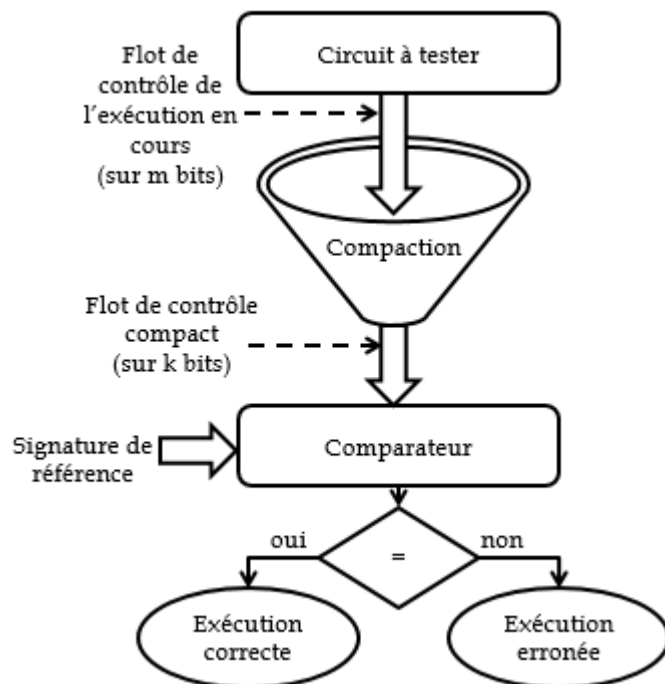 Circuit à tester
Flot de
contrôle de
l'exécution en
cours
(sur m bits)
Compaction
Flot de contrôle
compact
(sur k bits)
Signature de
référence
Comparateur
oui
=
non
Exécution
correcte
Exécution
erronée